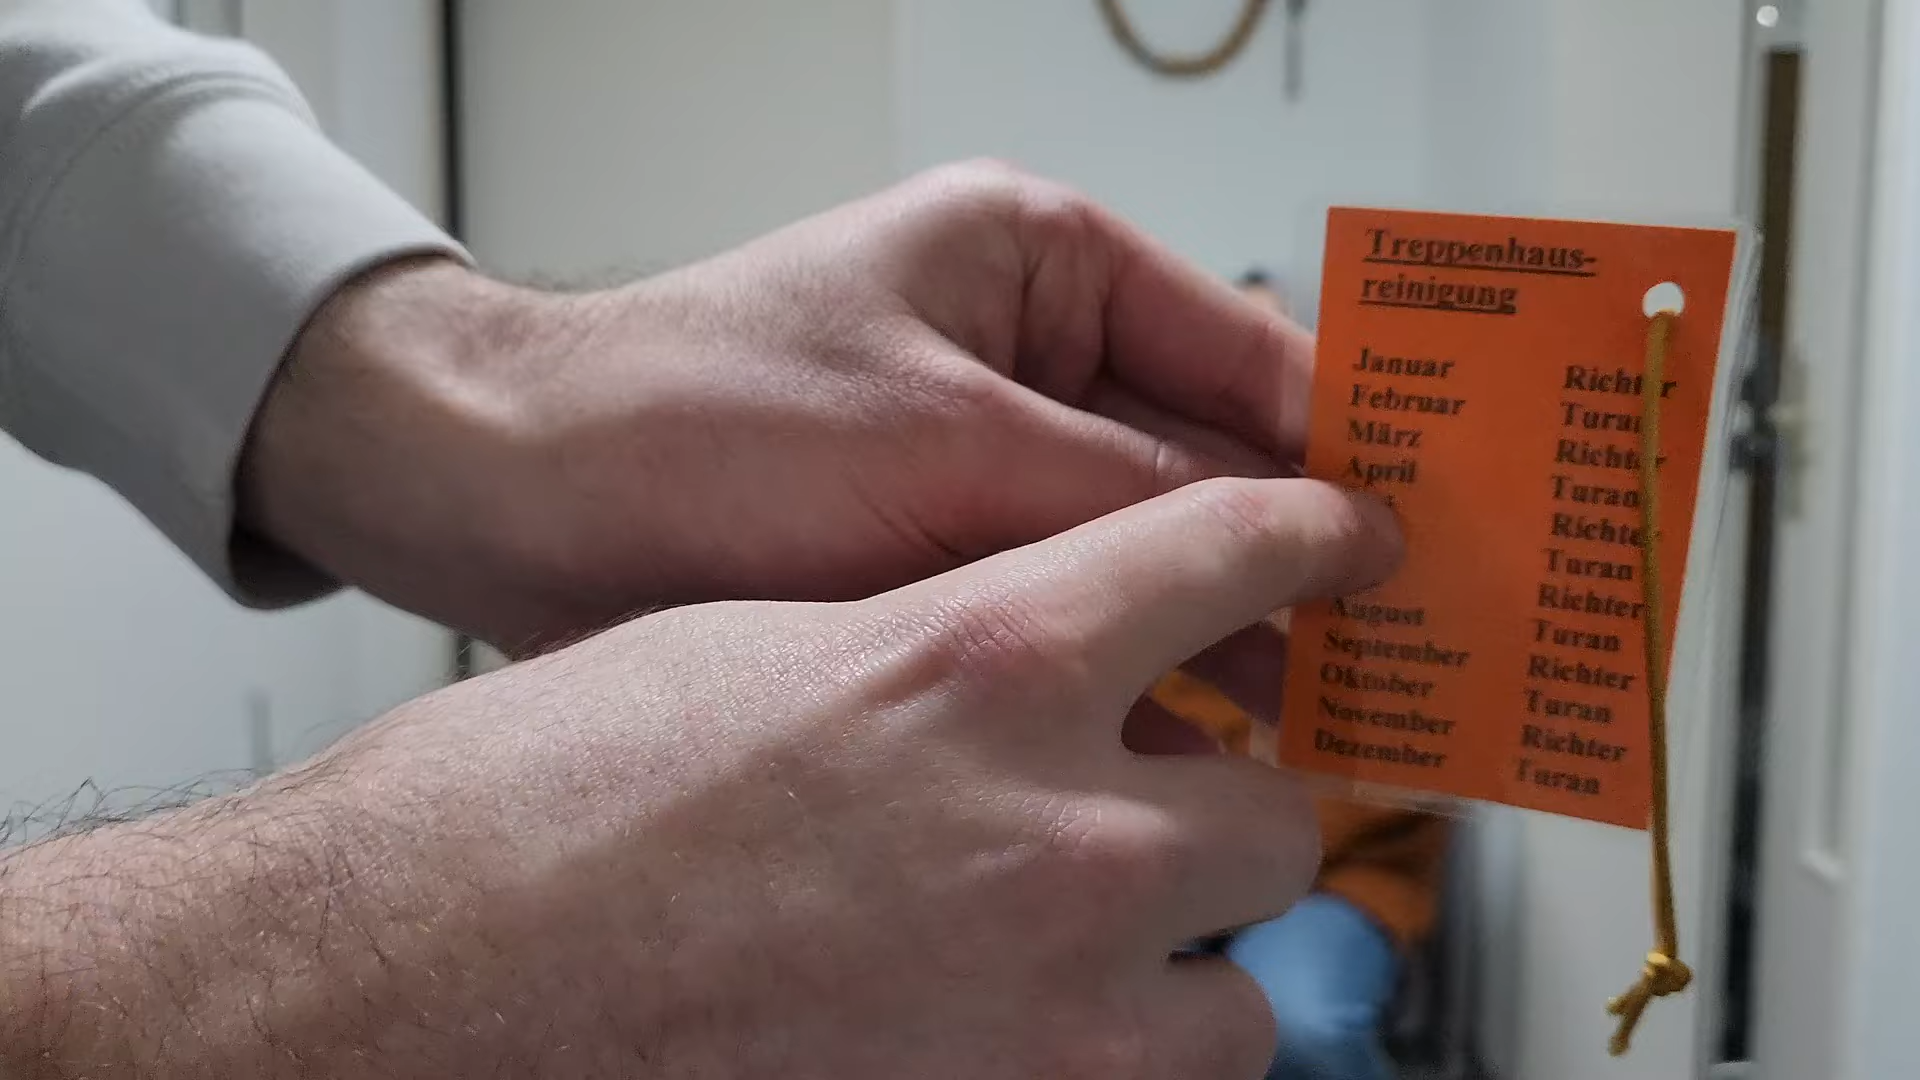 Treppenhaus-
reinigung
Januar Richter
Februar Turan
März Richter
April Turan
Richter
Turan
Richter
August Turan
September Richter
Oktober Turan
November Richter
Dezember Turan